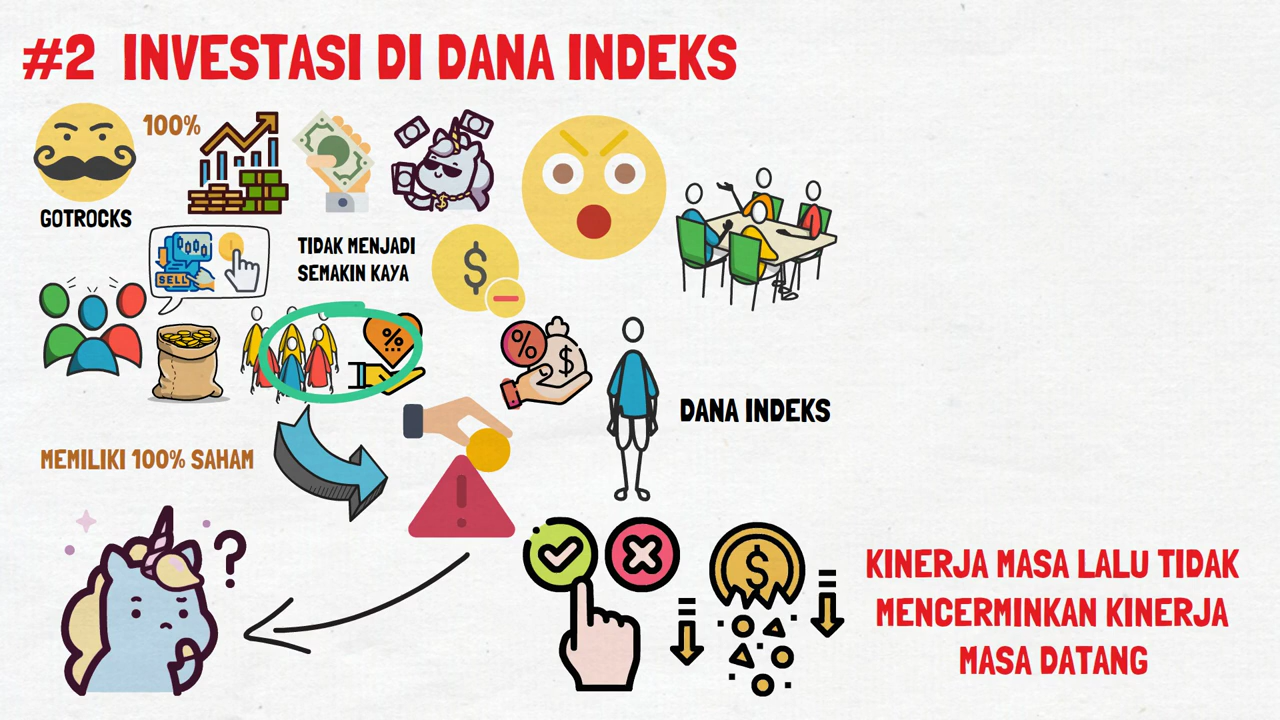 #2 INVESTASI DI DANA INDEKS
100%
GOTROCKS
SELL
TIDAK MENJADI
SEMAKIN KAYA
DANA INDEKS
MEMILIKI 100% SAHAM
KINERJA MASA LALU TIDAK
MENCERMINKAN KINERJA
MASA DATANG